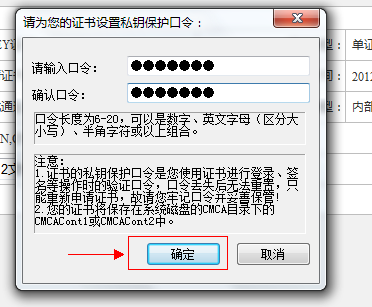 请为您的证书设置私钥保护口令：
请输入口令：
●●●●●●●
确认口令：
●●●●●●●
口令长度为6-20，可以是数字、英文字母（区分大
小写）、半角字符或以上组合。
注意：
1.证书的私钥保护口令是您使用证书进行登录、签
名等操作时的验证口令，口令丢失后无法重置，只
能重新申请证书，故请您牢记口令并妥善保管！
2.您的证书将保存在系统磁盘的CMCA目录下的
CMCACont1或CMCACont2中。
确定
取消
型：
单证
间：
2012
型：
内部